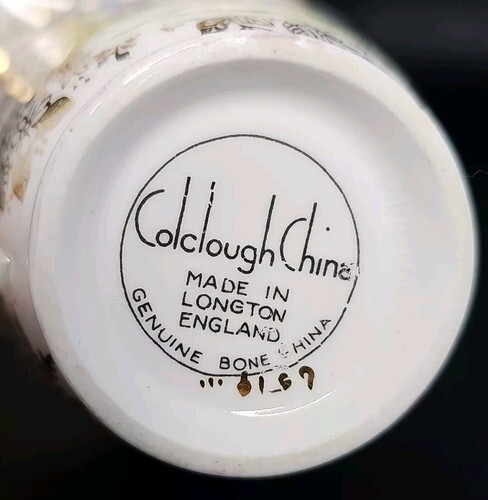 Colclough China
MADE IN
LONGTON
ENGLAND
GENUINE BONE CHINA